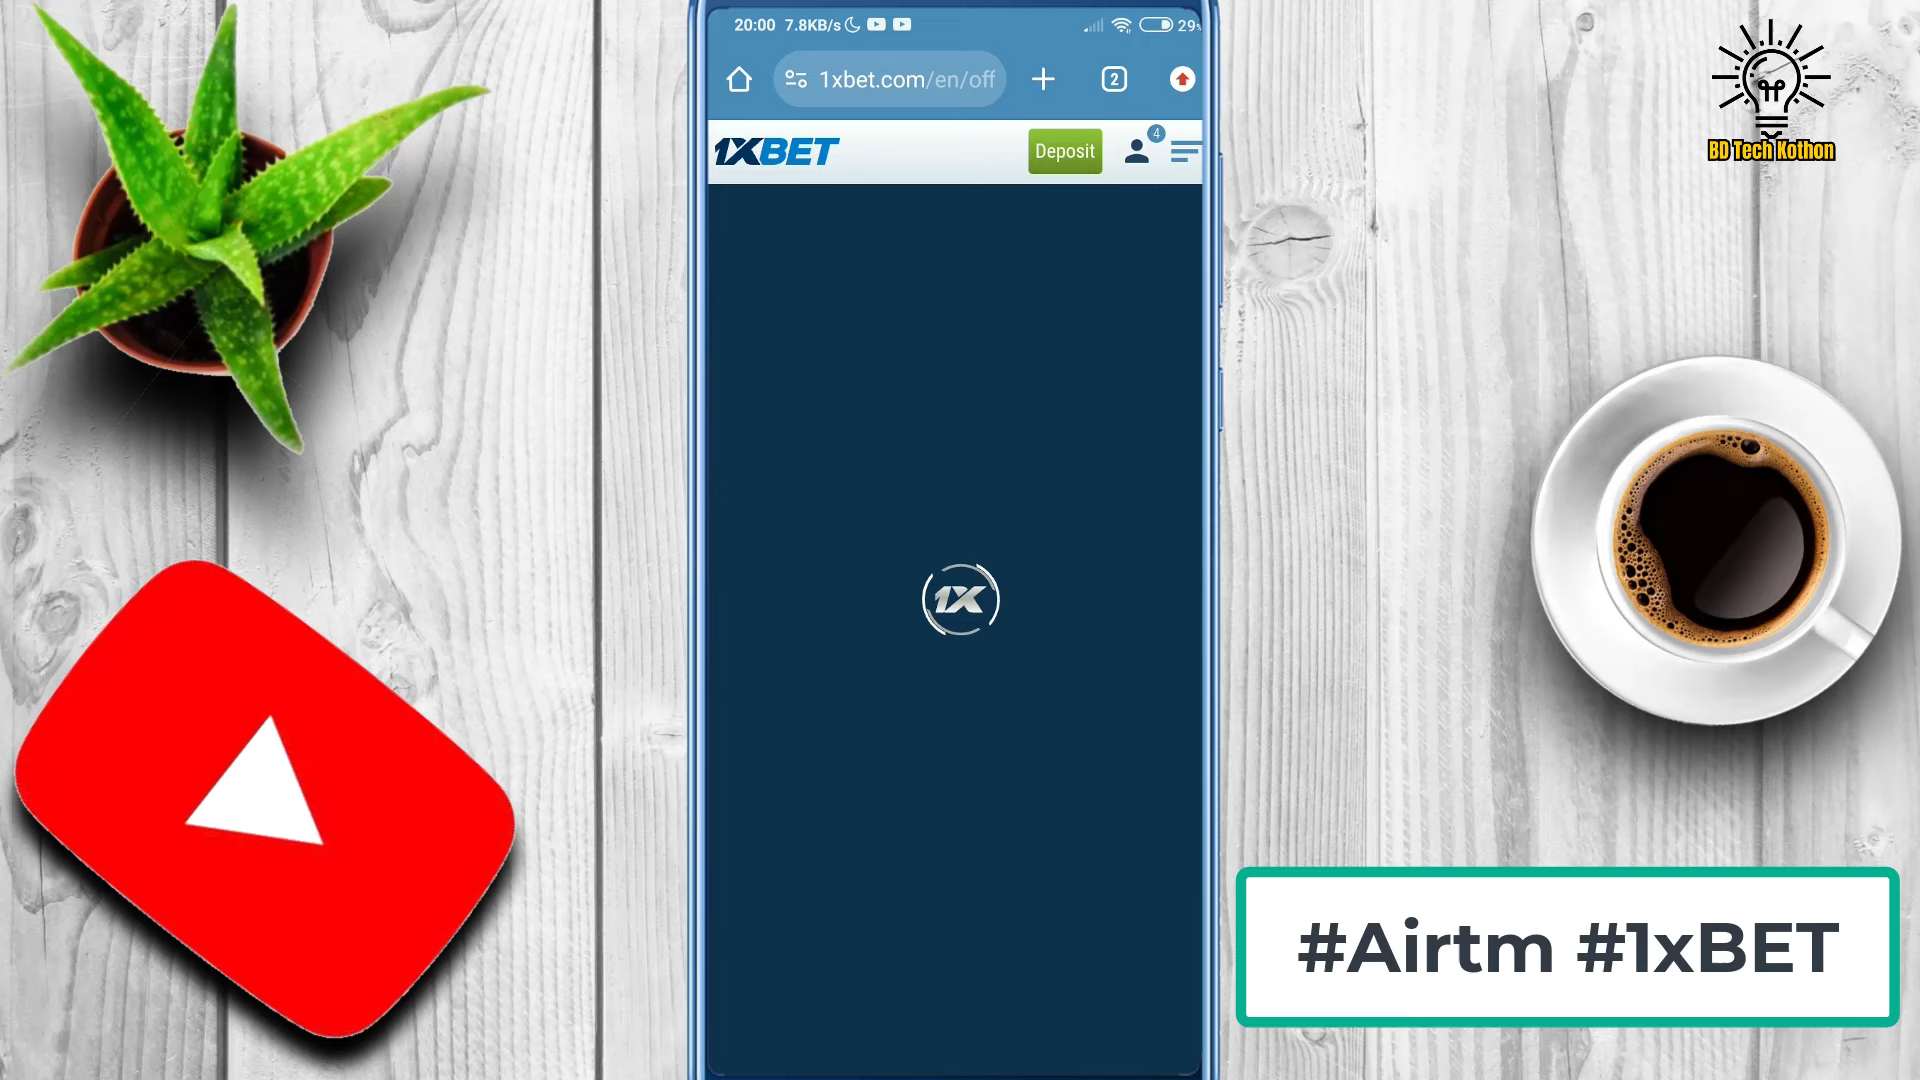 20:00 7.8KB/s 29
1xbet.com/en/off
2
1XBET
Deposit
4
1X
BD Tech Kothon
#Airtm #1xBET